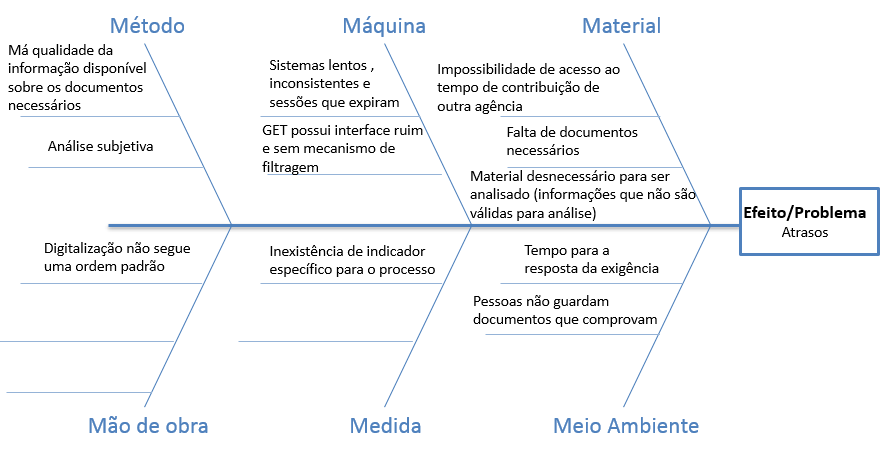 Método
Máquina
Material
Má qualidade da
informação disponível
sobre os documentos
necessários
Análise subjetiva
Sistemas lentos ,
inconsistentes e
sessões que expiram
GET possui interface ruim
e sem mecanismo de
filtragem
Impossibilidade de acesso ao
tempo de contribuição de
outra agência
Falta de documentos
necessários
Material desnecessário para ser
analisado (informações que não são
válidas para análise)
Efeito/Problema
Atrasos
Digitalização não segue
uma ordem padrão
Inexistência de indicador
específico para o processo
Tempo para a
resposta da exigência
Pessoas não guardam
documentos que comprovam
Mão de obra
Medida
Meio Ambiente